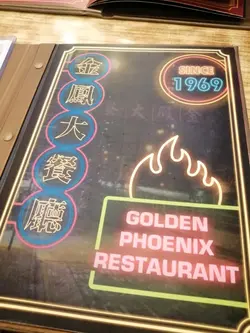 金鳳大餐廳
SINCE
1969
GOLDEN
PHOENIX
RESTAURANT